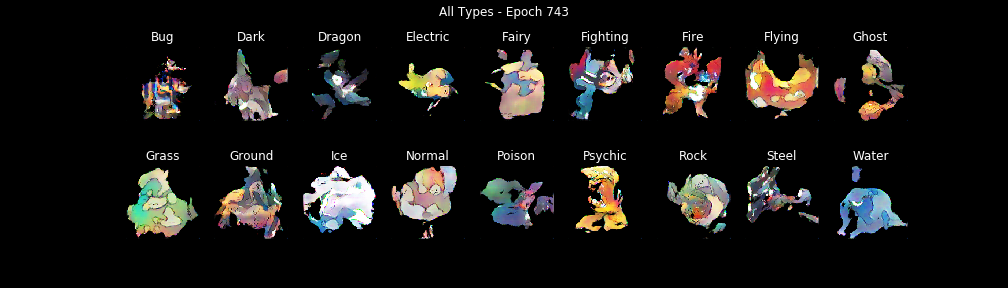 All Types - Epoch 743
Bug Dark Dragon Electric Fairy Fighting Fire Flying Ghost
Grass Ground Ice Normal Poison Psychic Rock Steel Water